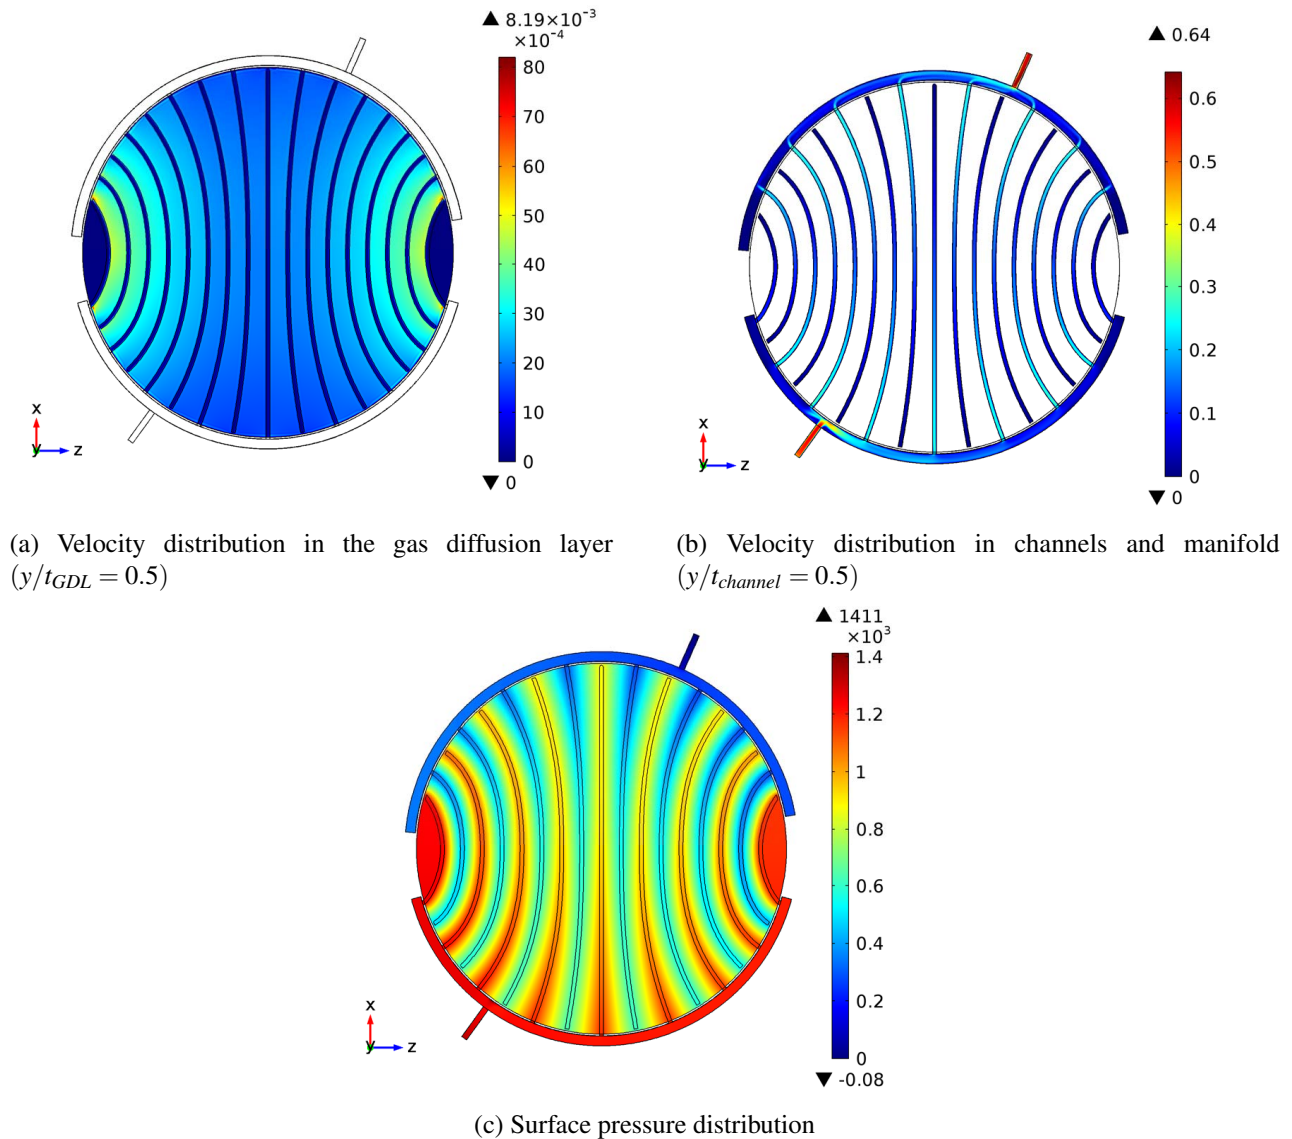 ▲ 8.19×10⁻³
×10⁻⁴
80
70
60
50
40
30
20
10
0
▼ 0
x
y
z
▲ 0.64
0.6
0.5
0.4
0.3
0.2
0.1
0
▼ 0
x
y
z
(a) Velocity distribution in the gas diffusion layer
(y/t_GDL = 0.5)
(b) Velocity distribution in channels and manifold
(y/t_channel = 0.5)
▲ 1411
×10³
1.4
1.2
1
0.8
0.6
0.4
0.2
0
▼ -0.08
x
y
z
(c) Surface pressure distribution